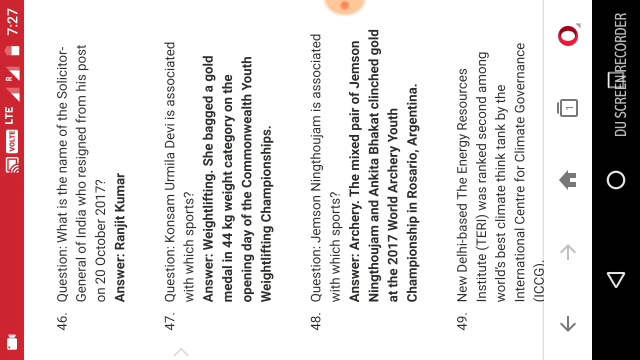 7:27
VOLTE LTE R
46. Question: What is the name of the Solicitor-
General of India who resigned from his post
on 20 October 2017?
Answer: Ranjit Kumar
47. Question: Konsam Urmila Devi is associated
with which sports?
Answer: Weightlifting. She bagged a gold
medal in 44 kg weight category on the
opening day of the Commonwealth Youth
Weightlifting Championships.
48. Question: Jemson Ningthoujam is associated
with which sports?
Answer: Archery. The mixed pair of Jemson
Ningthoujam and Ankita Bhakat clinched gold
at the 2017 World Archery Youth
Championship in Rosario, Argentina.
49. New Delhi-based The Energy Resources
Institute (TERI) was ranked second among
world's best climate think tank by the
International Centre for Climate Governance
(ICCG).
1
DU SCREEN RECORDER